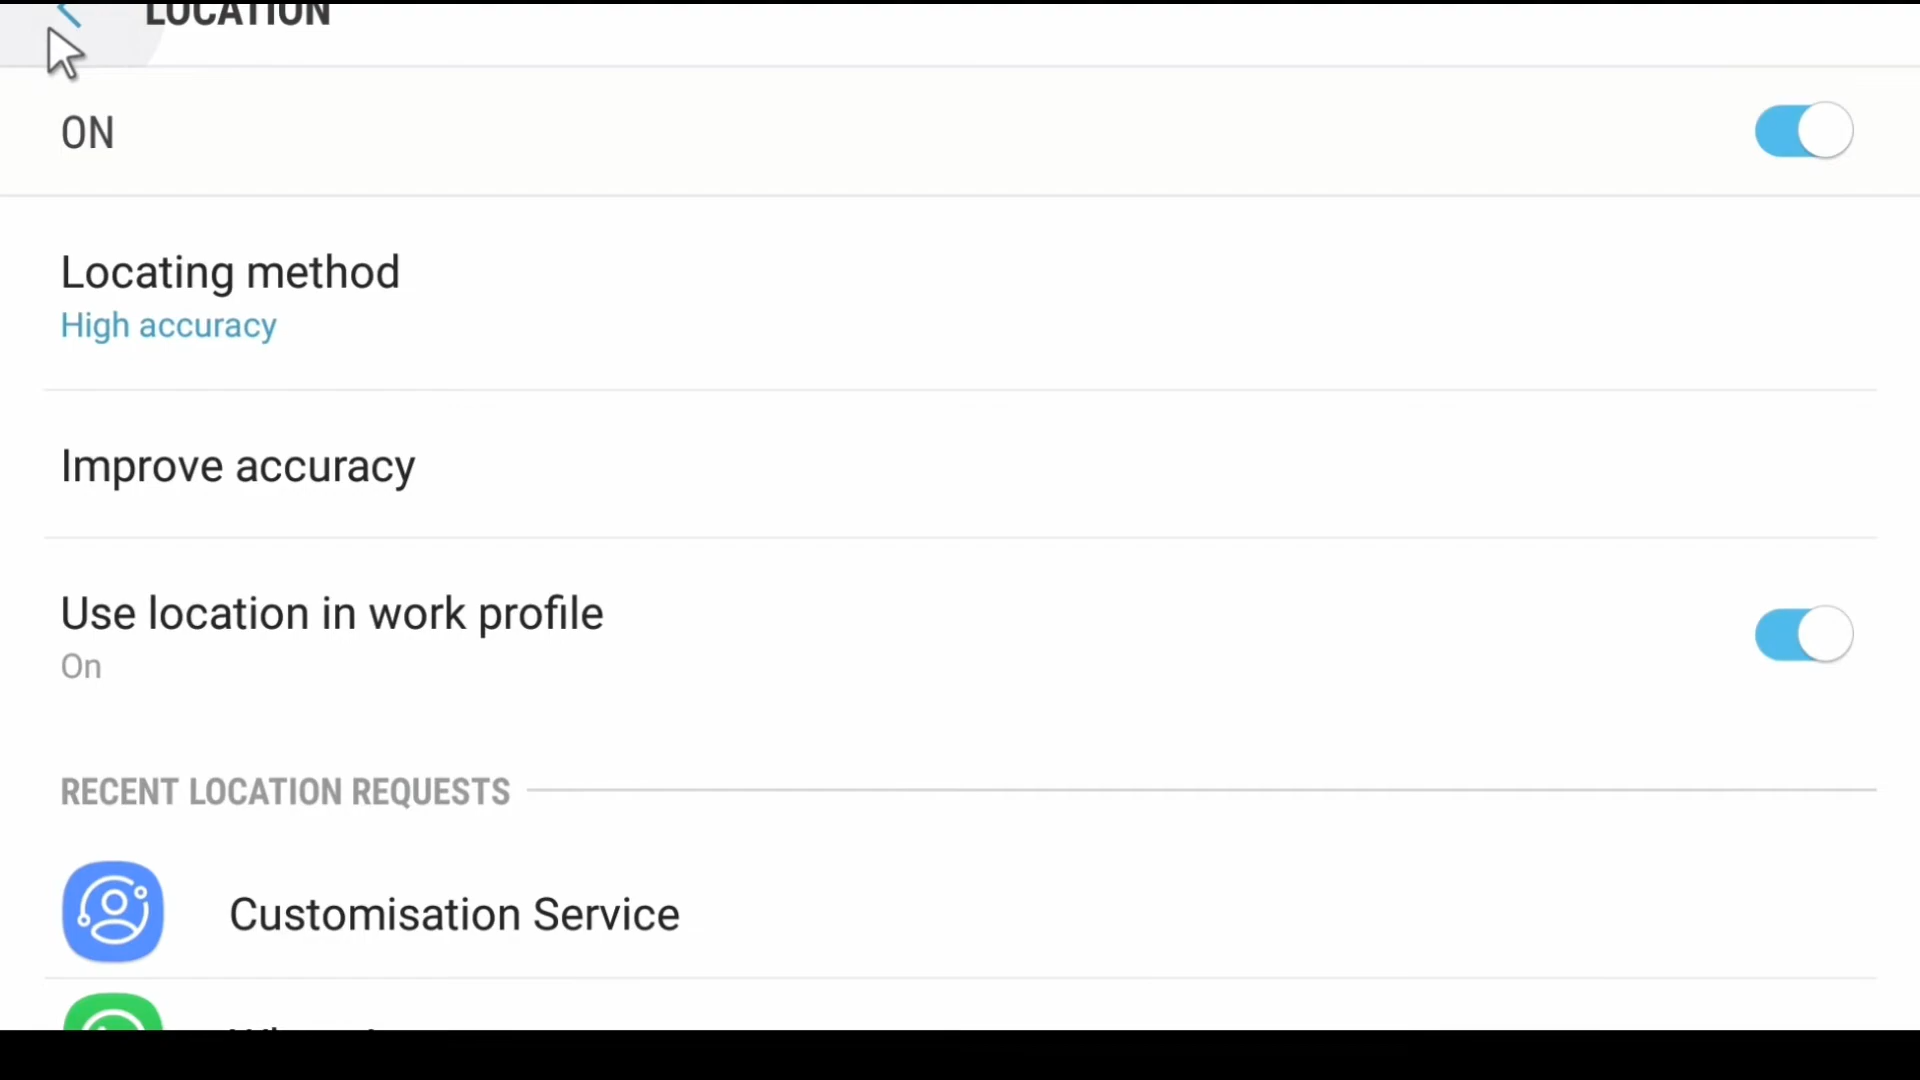 LOCATION
ON
Locating method
High accuracy
Improve accuracy
Use location in work profile
On
RECENT LOCATION REQUESTS
Customisation Service